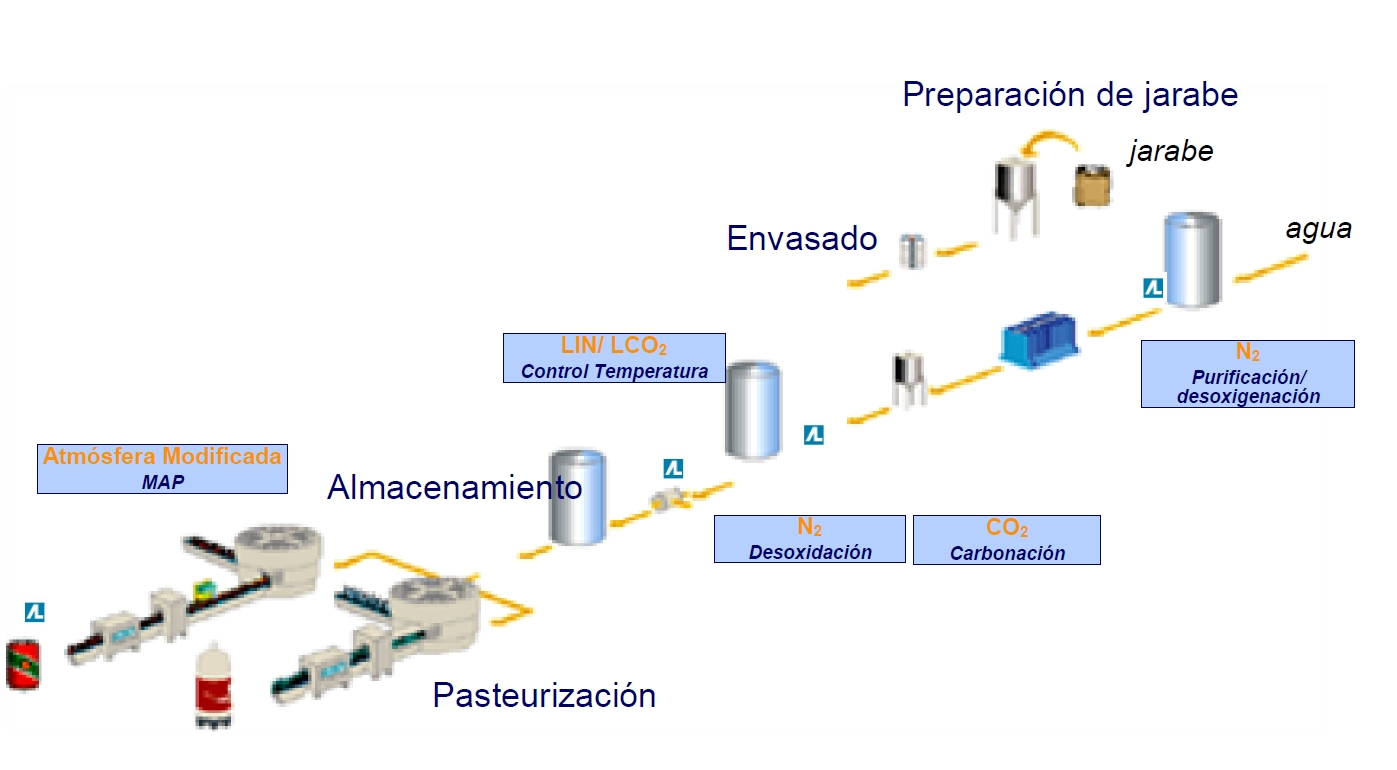 Preparación de jarabe
jarabe
agua
Envasado
LIN/ LCO₂
Control Temperatura
N₂
Purificación/
desoxigenación
Atmósfera Modificada
MAP
Almacenamiento
N₂
Desoxidación
CO₂
Carbonación
Pasteurización